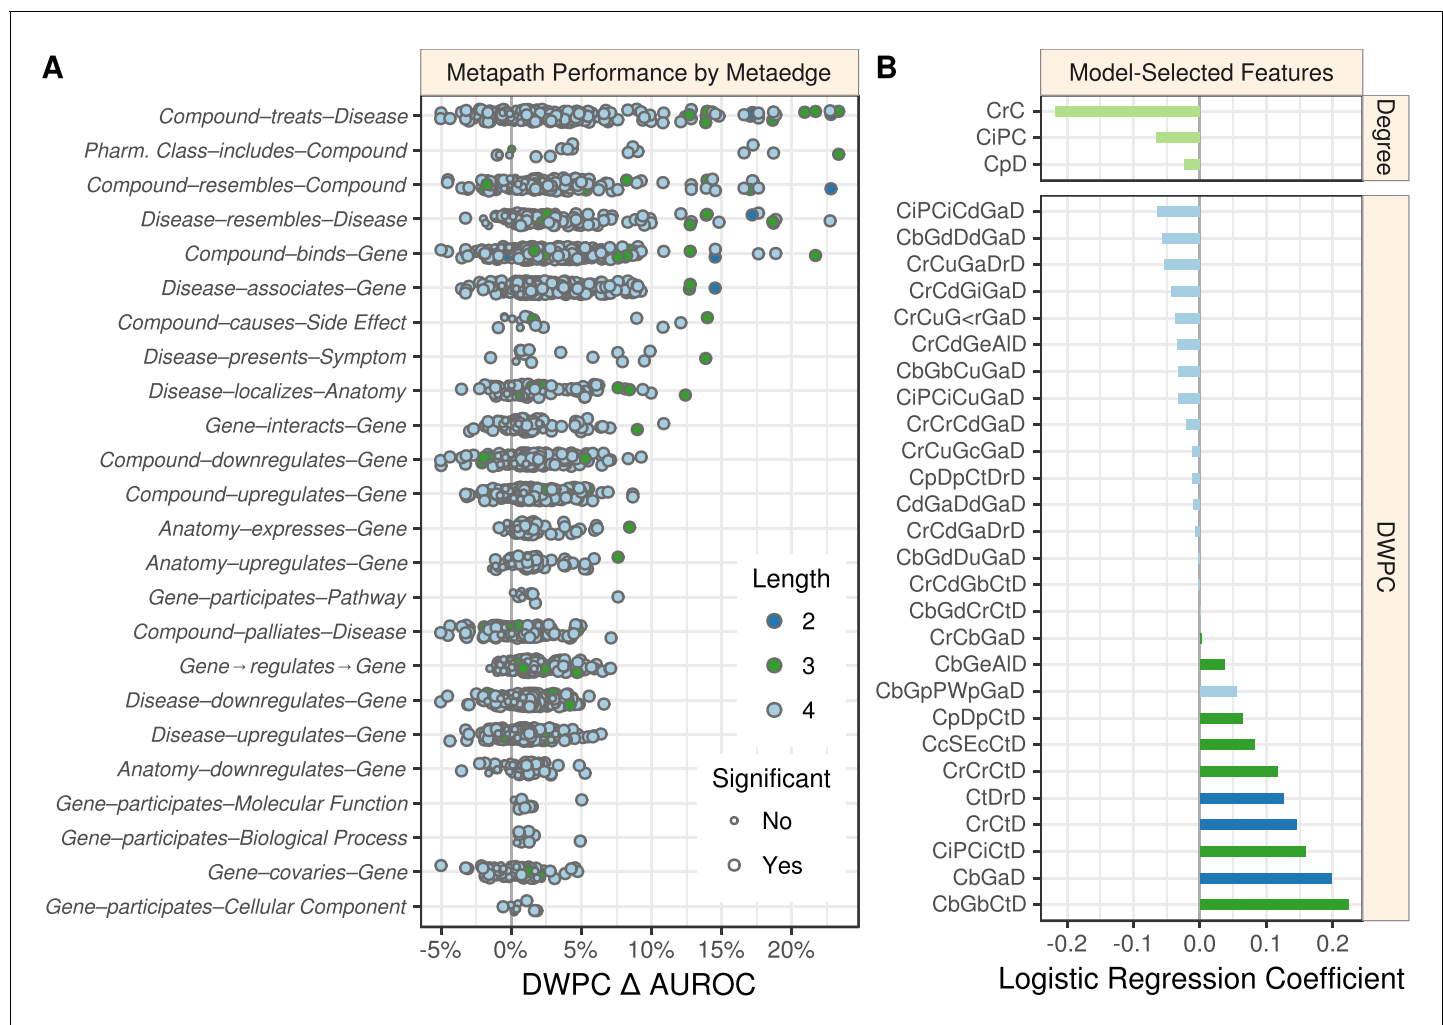 A
Metapath Performance by Metaedge
Compound–treats–Disease
Pharm. Class–includes–Compound
Compound–resembles–Compound
Disease–resembles–Disease
Compound–binds–Gene
Disease–associates–Gene
Compound–causes–Side Effect
Disease–presents–Symptom
Disease–localizes–Anatomy
Gene–interacts–Gene
Compound–downregulates–Gene
Compound–upregulates–Gene
Anatomy–expresses–Gene
Anatomy–upregulates–Gene
Gene–participates–Pathway
Compound–palliates–Disease
Gene→regulates→Gene
Disease–downregulates–Gene
Disease–upregulates–Gene
Anatomy–downregulates–Gene
Gene–participates–Molecular Function
Gene–participates–Biological Process
Gene–covaries–Gene
Gene–participates–Cellular Component
Length
2
3
4
Significant
No
Yes
-5% 0% 5% 10% 15% 20%
DWPC Δ AUROC
B
Model-Selected Features
CrC
CiPC
CpD
Degree
CiPCiCdGaD
CbGdDdGaD
CrCuGaDrD
CrCdGiGaD
CrCuG<rGaD
CrCdGeAlD
CbGbCuGaD
CiPCiCuGaD
CrCrCdGaD
CrCuGcGaD
CpDpCtDrD
CdGaDdGaD
CrCdGaDrD
CbGdDuGaD
CrCdGbCtD
CbGdCrCtD
CrCbGaD
CbGeAlD
CbGpPWpGaD
CpDpCtD
CcSEcCtD
CrCrCtD
CtDrD
CrCtD
CiPCiCtD
CbGaD
CbGbCtD
DWPC
-0.2 -0.1 0.0 0.1 0.2
Logistic Regression Coefficient